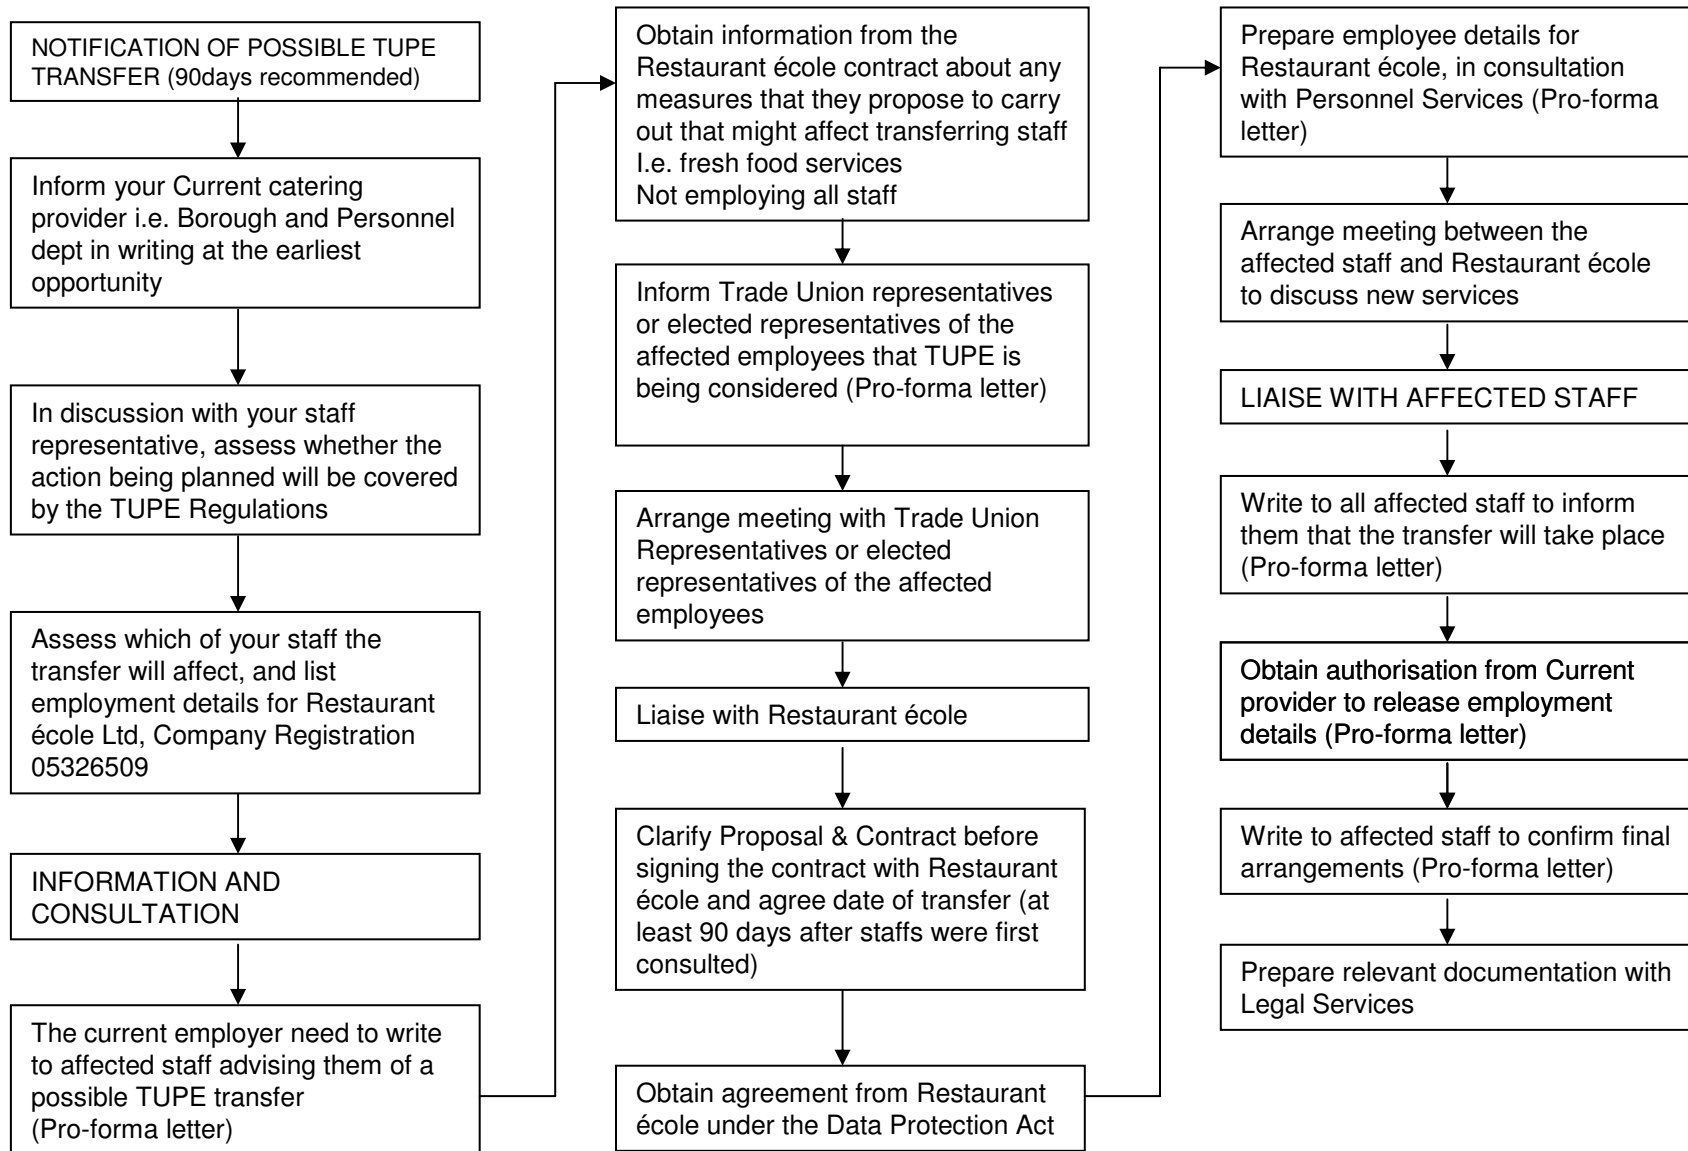 NOTIFICATION OF POSSIBLE TUPE
TRANSFER (90days recommended)
Inform your Current catering
provider i.e. Borough and Personnel
dept in writing at the earliest
opportunity
In discussion with your staff
representative, assess whether the
action being planned will be covered
by the TUPE Regulations
Assess which of your staff the
transfer will affect, and list
employment details for Restaurant
école Ltd, Company Registration
05326509
INFORMATION AND
CONSULTATION
The current employer need to write
to affected staff advising them of a
possible TUPE transfer
(Pro-forma letter)
Obtain information from the
Restaurant école contract about any
measures that they propose to carry
out that might affect transferring staff
I.e. fresh food services
Not employing all staff
Inform Trade Union representatives
or elected representatives of the
affected employees that TUPE is
being considered (Pro-forma letter)
Arrange meeting with Trade Union
Representatives or elected
representatives of the affected
employees
Liaise with Restaurant école
Clarify Proposal & Contract before
signing the contract with Restaurant
école and agree date of transfer (at
least 90 days after staffs were first
consulted)
Obtain agreement from Restaurant
école under the Data Protection Act
Prepare employee details for
Restaurant école, in consultation
with Personnel Services (Pro-forma
letter)
Arrange meeting between the
affected staff and Restaurant école
to discuss new services
LIAISE WITH AFFECTED STAFF
Write to all affected staff to inform
them that the transfer will take place
(Pro-forma letter)
Obtain authorisation from Current
provider to release employment
details (Pro-forma letter)
Write to affected staff to confirm final
arrangements (Pro-forma letter)
Prepare relevant documentation with
Legal Services